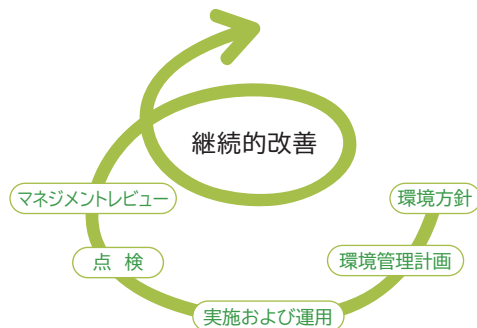 継続的改善
マネジメントレビュー
環境方針
点 検
環境管理計画
実施および運用